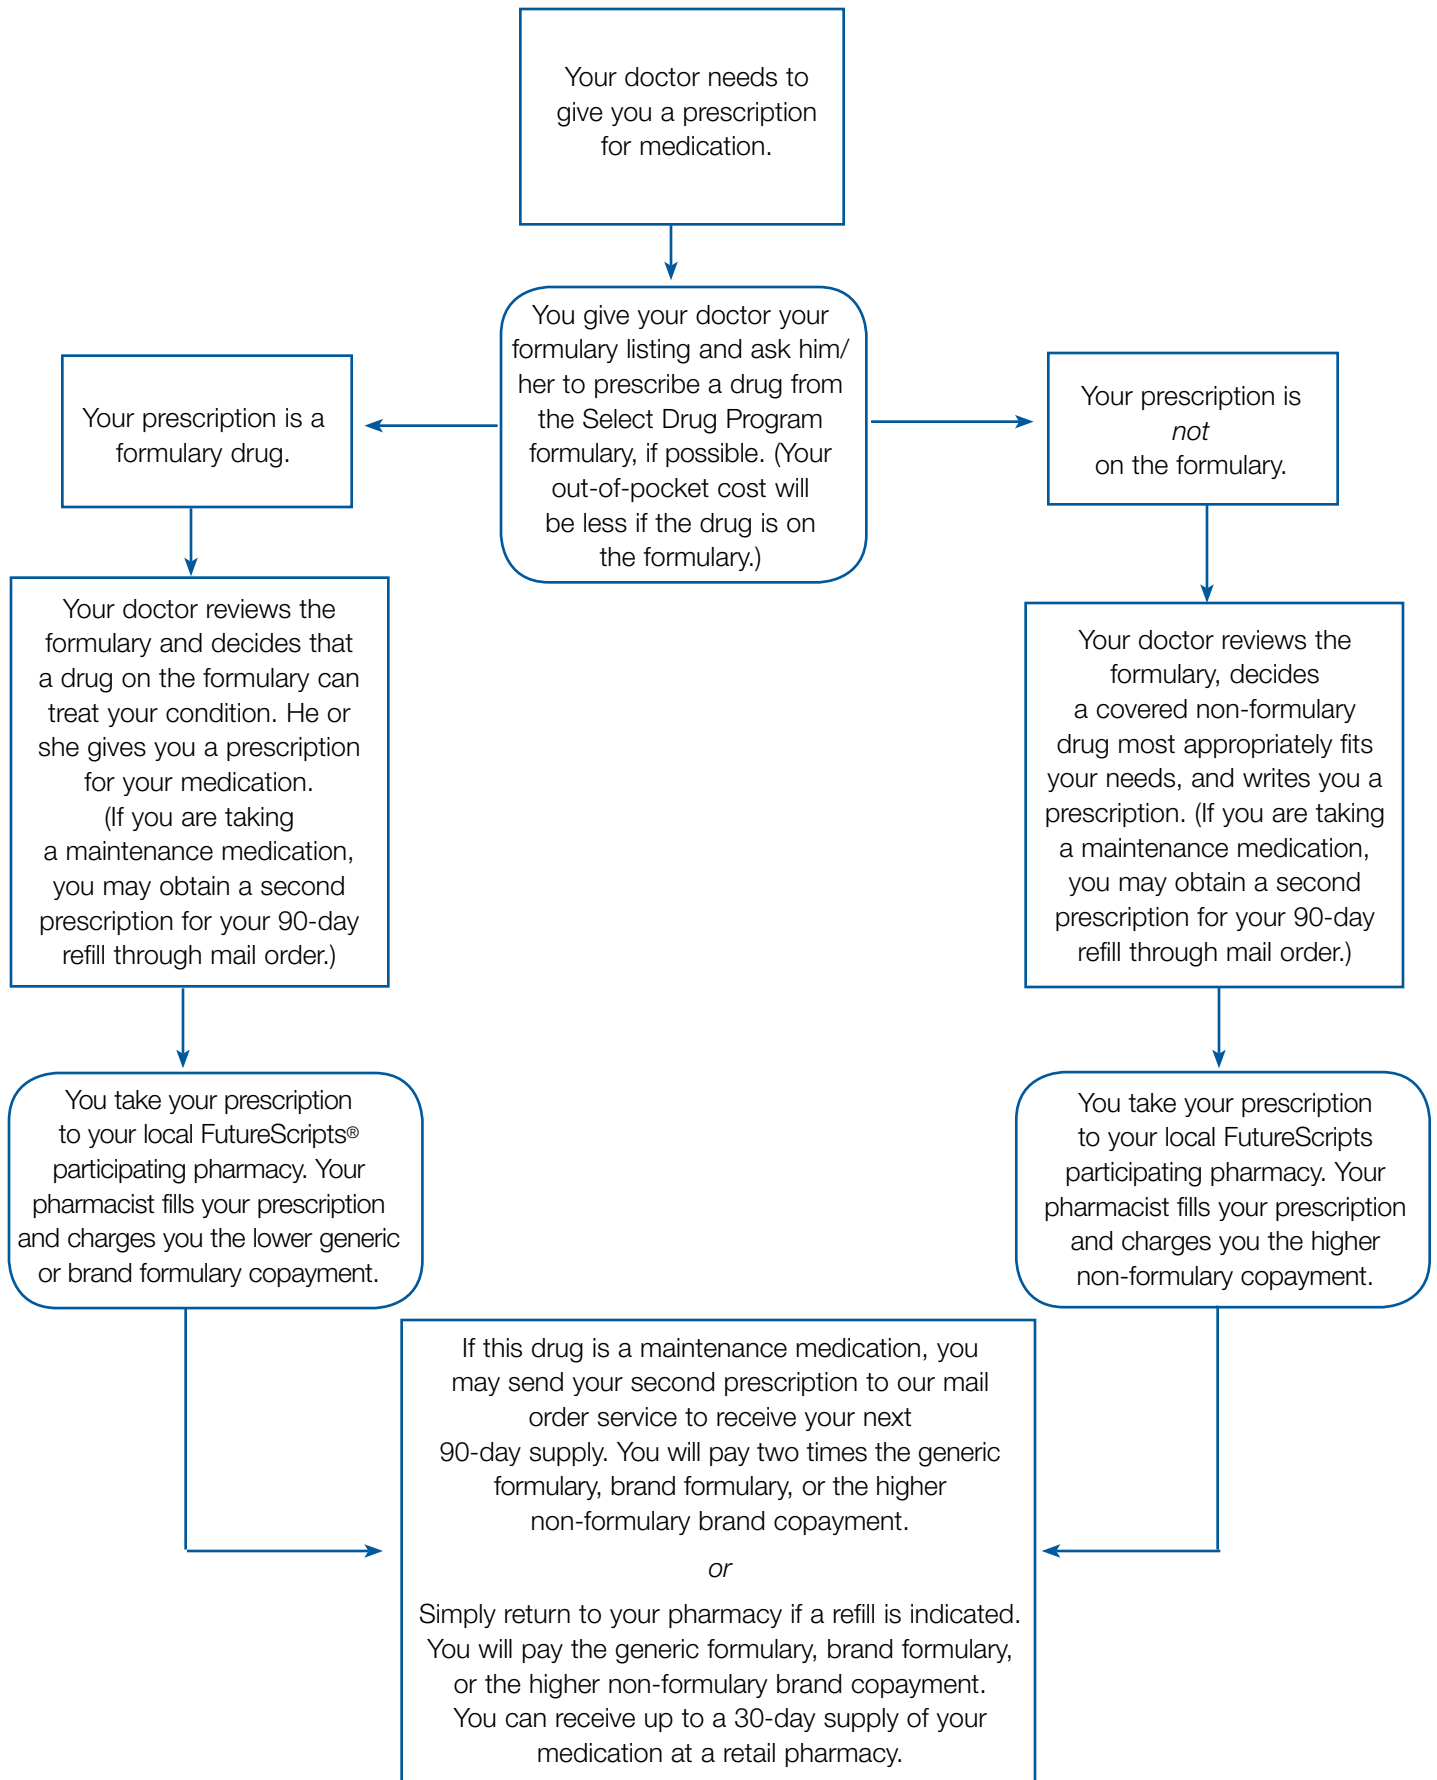 Your doctor needs to
give you a prescription
for medication.
You give your doctor your
formulary listing and ask him/
her to prescribe a drug from
the Select Drug Program
formulary, if possible. (Your
out-of-pocket cost will
be less if the drug is on
the formulary.)
Your prescription is a
formulary drug.
Your doctor reviews the
formulary and decides that
a drug on the formulary can
treat your condition. He or
she gives you a prescription
for your medication.
(If you are taking
a maintenance medication,
you may obtain a second
prescription for your 90-day
refill through mail order.)
You take your prescription
to your local FutureScripts®
participating pharmacy. Your
pharmacist fills your prescription
and charges you the lower generic
or brand formulary copayment.
Your prescription is
not
on the formulary.
Your doctor reviews the
formulary, decides
a covered non-formulary
drug most appropriately fits
your needs, and writes you a
prescription. (If you are taking
a maintenance medication,
you may obtain a second
prescription for your 90-day
refill through mail order.)
You take your prescription
to your local FutureScripts
participating pharmacy. Your
pharmacist fills your prescription
and charges you the higher
non-formulary copayment.
If this drug is a maintenance medication, you
may send your second prescription to our mail
order service to receive your next
90-day supply. You will pay two times the generic
formulary, brand formulary, or the higher
non-formulary brand copayment.
or
Simply return to your pharmacy if a refill is indicated.
You will pay the generic formulary, brand formulary,
or the higher non-formulary brand copayment.
You can receive up to a 30-day supply of your
medication at a retail pharmacy.